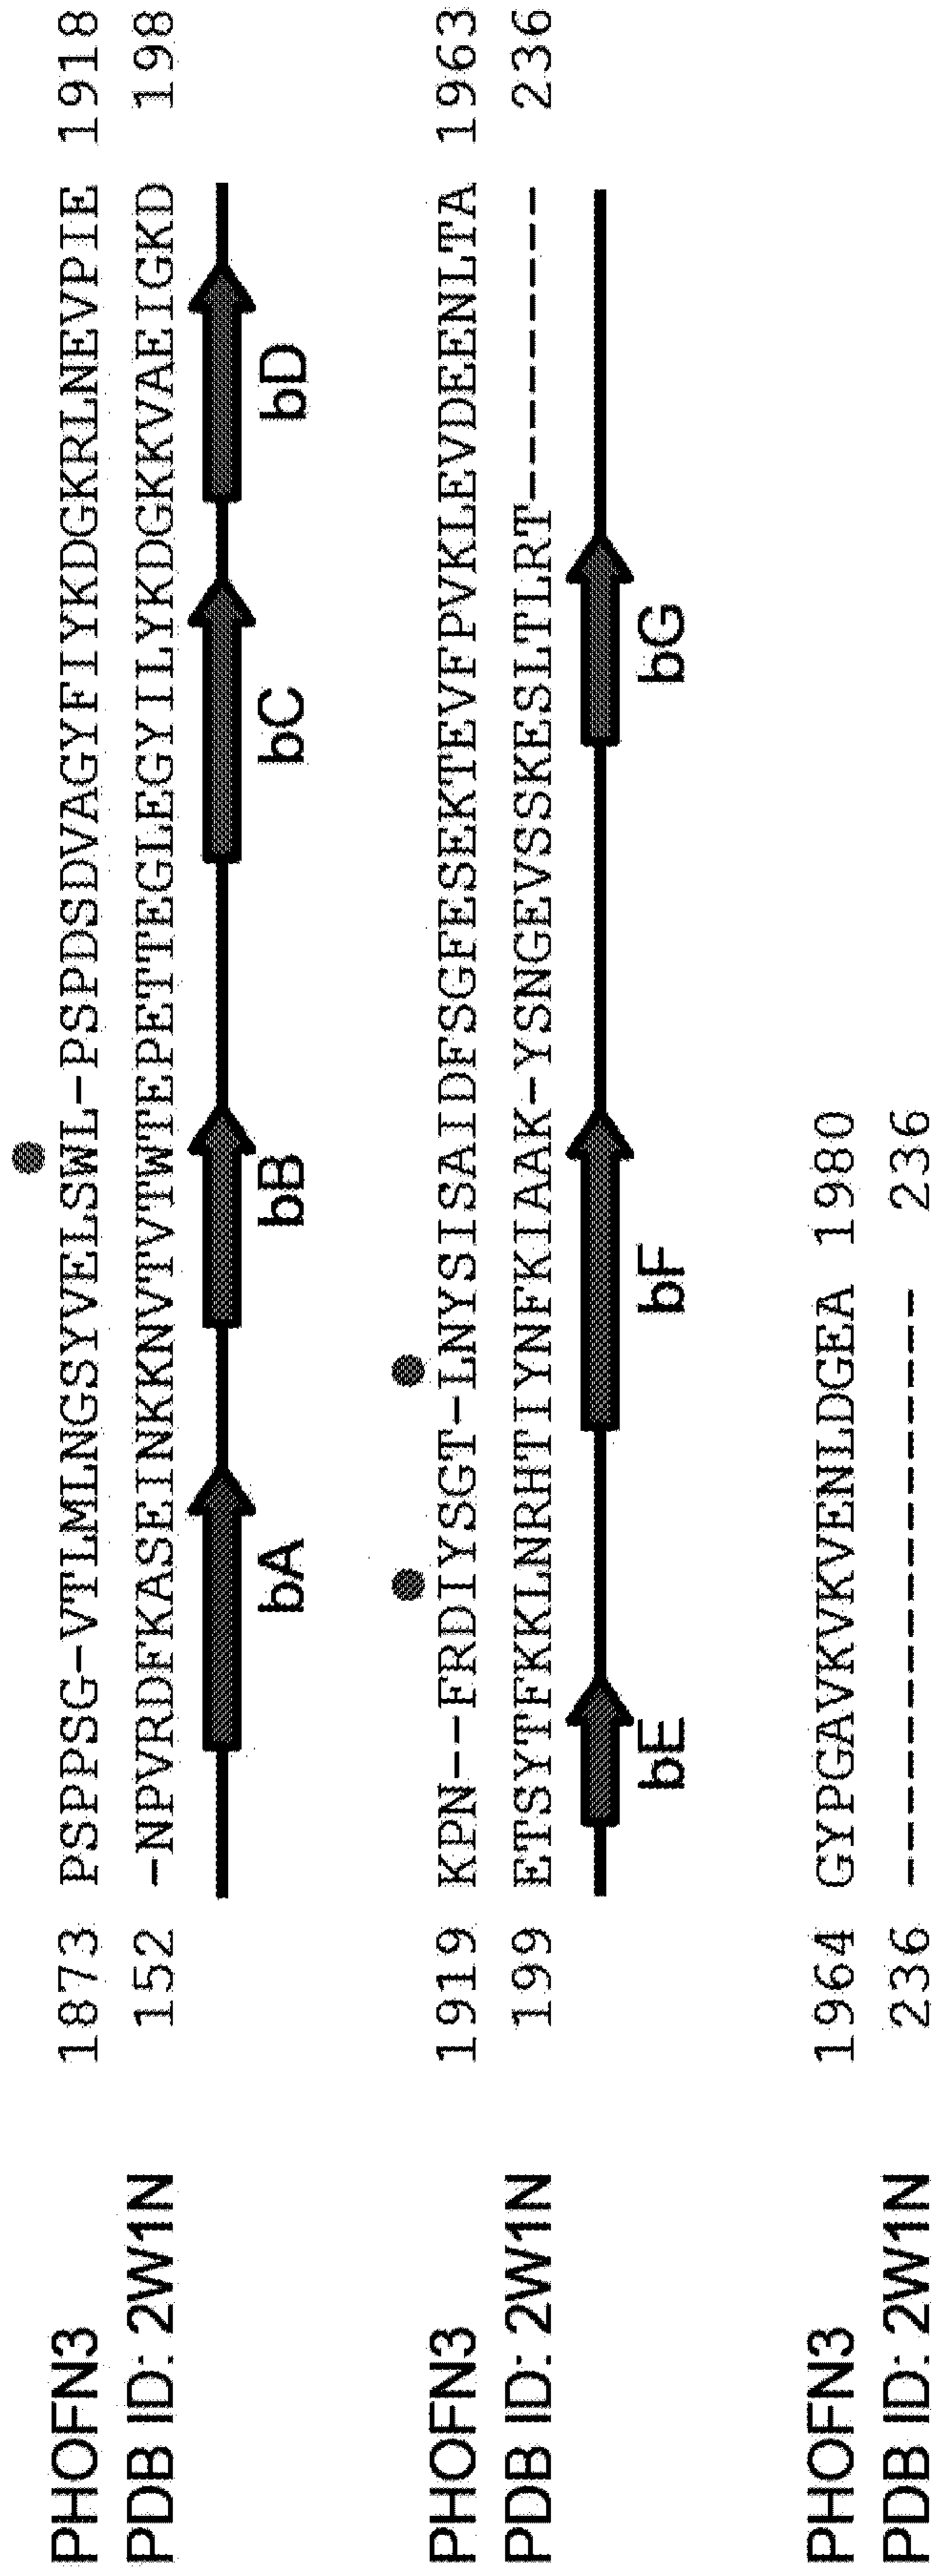 PHOFN3 1873 PSPPSG-VTLMLNGSYVELSWL-PSPDSDVAGYFIYKDGKRLNEVPIE 1918
PDB ID: 2W1N 152 -NPVRDFKASEINKKNVTVTWTEPETTEGLEGYILYKDGKKVAEIGKD 198
bA bB bC bD
PHOFN3 1919 KPN--FRDIYSGT-LNYSISAIDFSGFESEKTEVFPVKLEVDEENLTA 1963
PDB ID: 2W1N 199 ETSYTFKKLNRHTIYNFKIAAK-YSNGEVSSKESLTLRT--------- 236
bE bF bG
PHOFN3 1964 GYPGAVKVKVENLDGEA 1980
PDB ID: 2W1N 236 ----------------- 236